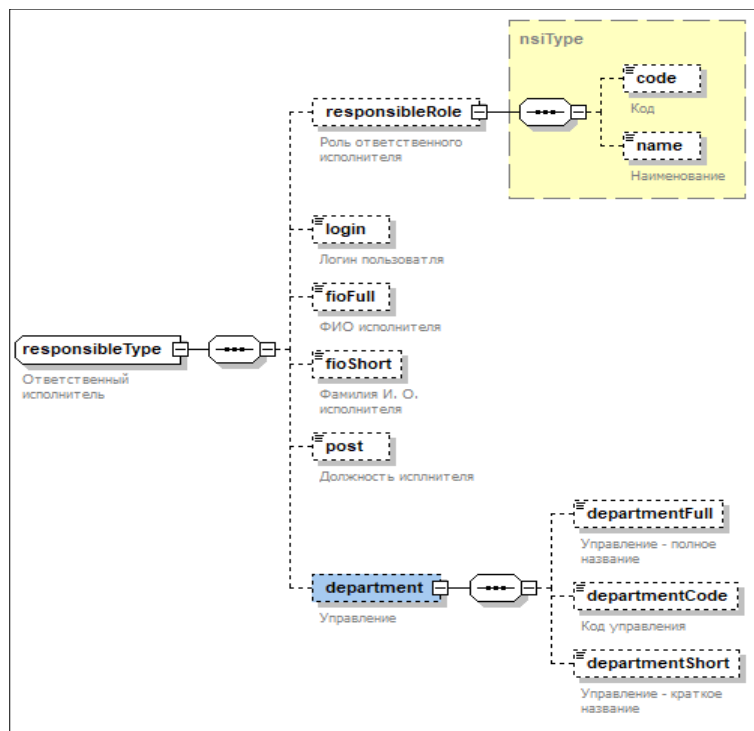 nsiType
code
Код
name
Наименование
responsibleRole
Роль ответственного
исполнителя
login
Логин пользоватля
fioFull
ФИО исполнителя
responsibleType
Ответственный
исполнитель
fioShort
Фамилия И. О.
исполнителя
post
Должность исплнителя
departmentFull
Управление - полное
название
department
Управление
departmentCode
Код управления
departmentShort
Управление - краткое
название